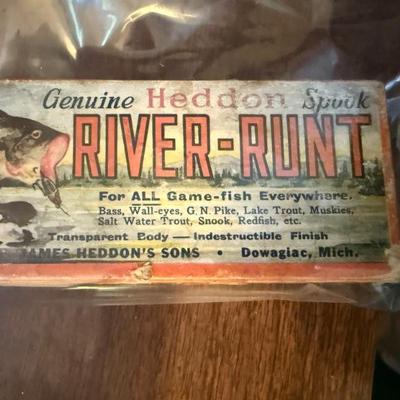 Genuine Heddon Spook
RIVER-RUNT
For ALL Game-fish Everywhere.
Bass, Wall-eyes, G. N. Pike, Lake Trout, Muskies,
Salt Water Trout, Snook, Redfish, etc.
Transparent Body — Indestructible Finish
JAMES HEDDON'S SONS • Dowagiac, Mich.